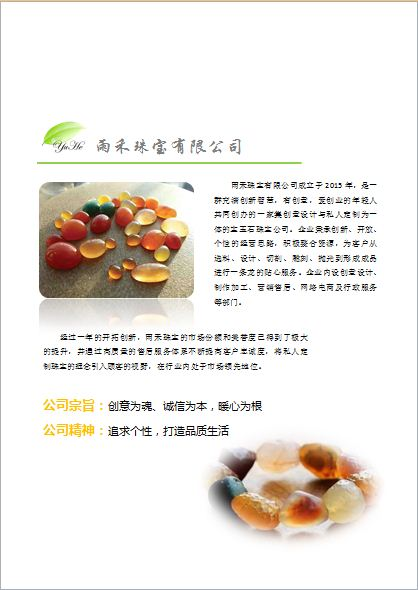 YuHe 雨禾珠宝有限公司
雨禾珠宝有限公司成立于 2015 年，是一
群充满创新智慧，有创意，爱创业的年轻人
共同创办的一家集创意设计与私人定制为一
体的宝玉石珠宝公司。企业秉承创新、开放、
个性的经营思路，积极整合资源，为客户从
选料、设计、切割、雕刻、抛光到形成成品
进行一条龙的贴心服务。企业内设创意设计、
制作加工、营销售后、网络电商及行政服务
等部门。
经过一年的开拓创新，雨禾珠宝的市场份额和美誉度已得到了极大
的提升，并通过高质量的售后服务体系不断提高客户忠诚度，将私人定
制珠宝的理念引入顾客的视野，在行业内处于市场领先地位。
公司宗旨：创意为魂、诚信为本，暖心为根
公司精神：追求个性，打造品质生活